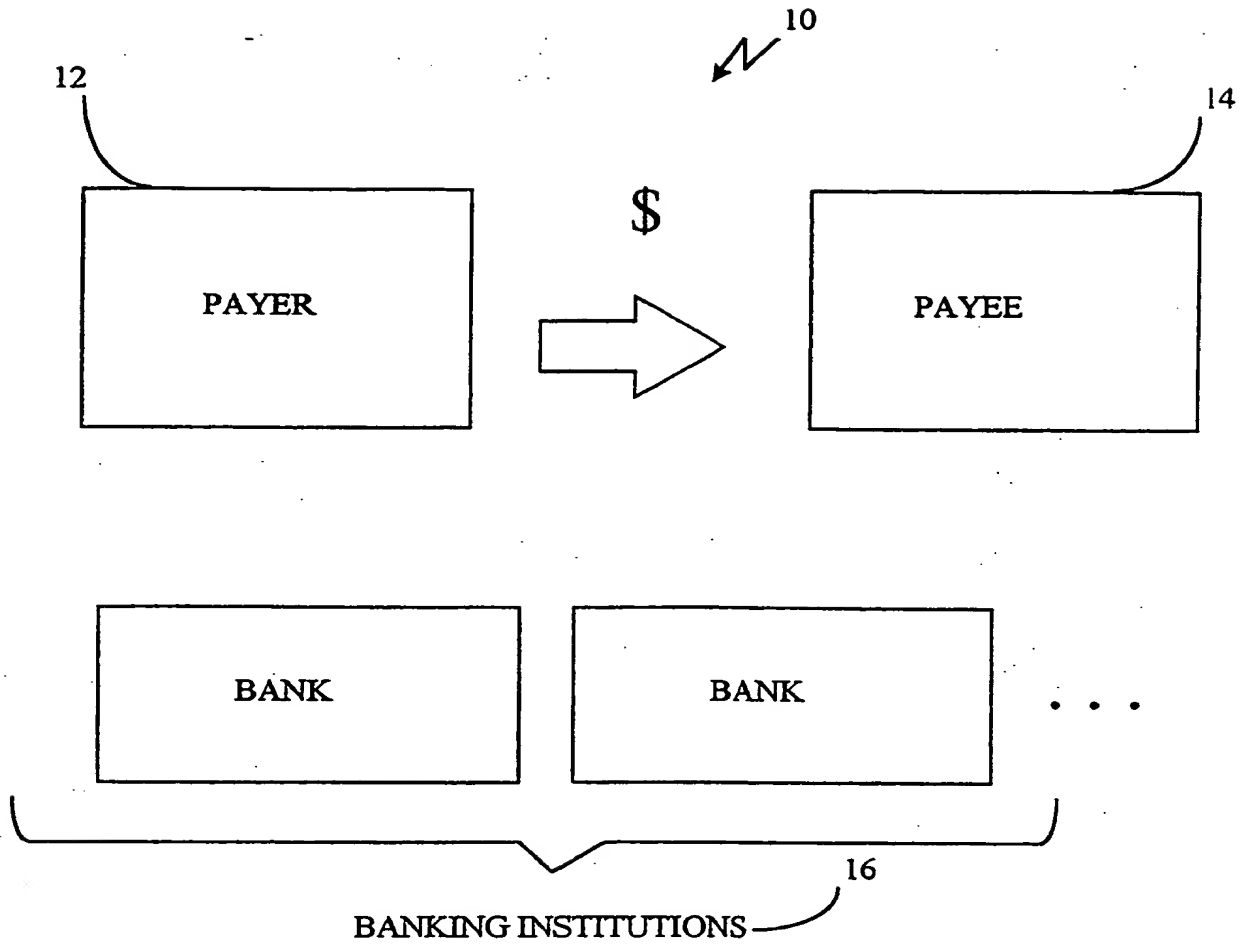 10
12
14
$
PAYER
PAYEE
BANK
BANK
. . .
16
BANKING INSTITUTIONS